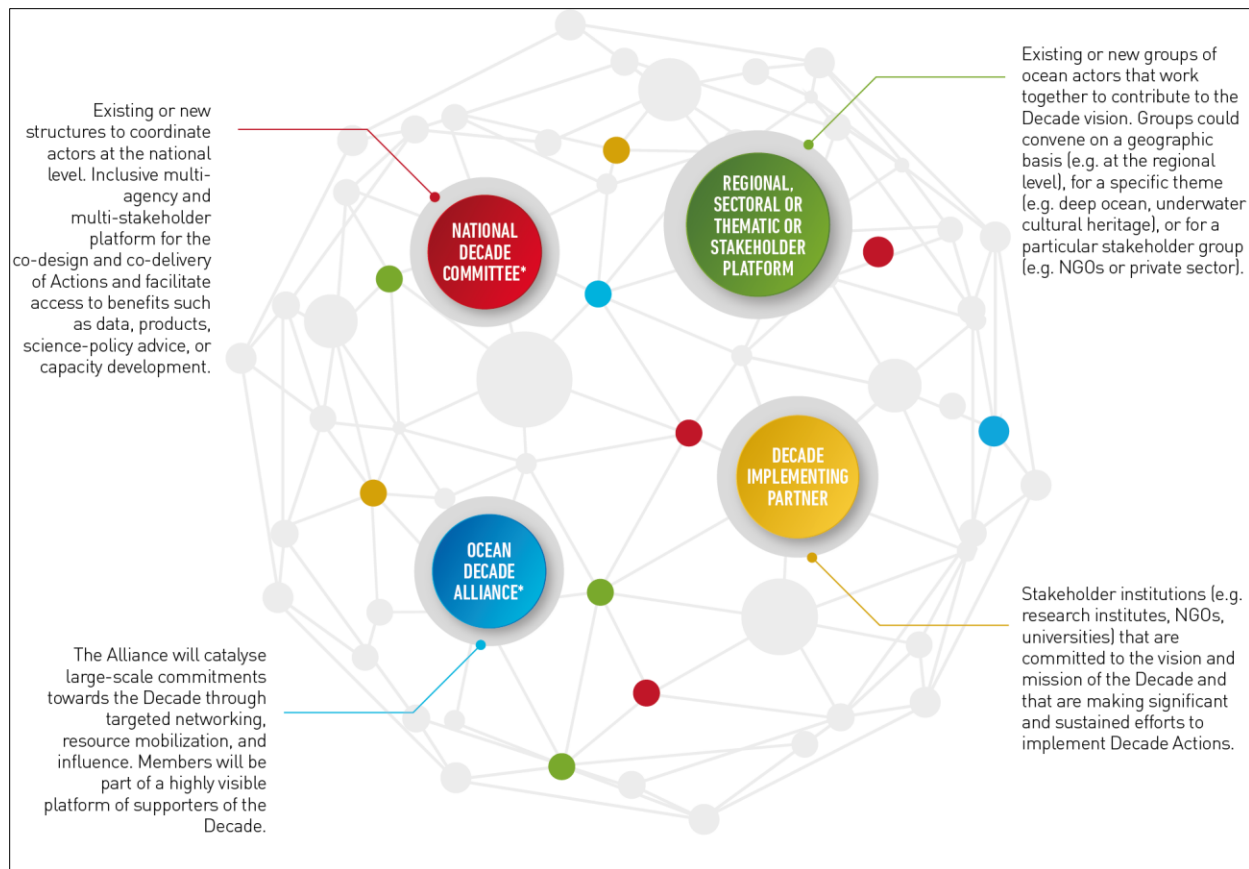 Existing or new
structures to coordinate
actors at the national
level. Inclusive multi-
agency and
multi-stakeholder
platform for the
co-design and co-delivery
of Actions and facilitate
access to benefits such
as data, products,
science-policy advice, or
capacity development.
NATIONAL
DECADE
COMMITTEE*
REGIONAL,
SECTORAL OR
THEMATIC OR
STAKEHOLDER
PLATFORM
Existing or new groups of
ocean actors that work
together to contribute to the
Decade vision. Groups could
convene on a geographic
basis (e.g. at the regional
level), for a specific theme
(e.g. deep ocean, underwater
cultural heritage), or for a
particular stakeholder group
(e.g. NGOs or private sector).
OCEAN
DECADE
ALLIANCE*
The Alliance will catalyse
large-scale commitments
towards the Decade through
targeted networking,
resource mobilization, and
influence. Members will be
part of a highly visible
platform of supporters of the
Decade.
DECADE
IMPLEMENTING
PARTNER
Stakeholder institutions (e.g.
research institutes, NGOs,
universities) that are
committed to the vision and
mission of the Decade and
that are making significant
and sustained efforts to
implement Decade Actions.